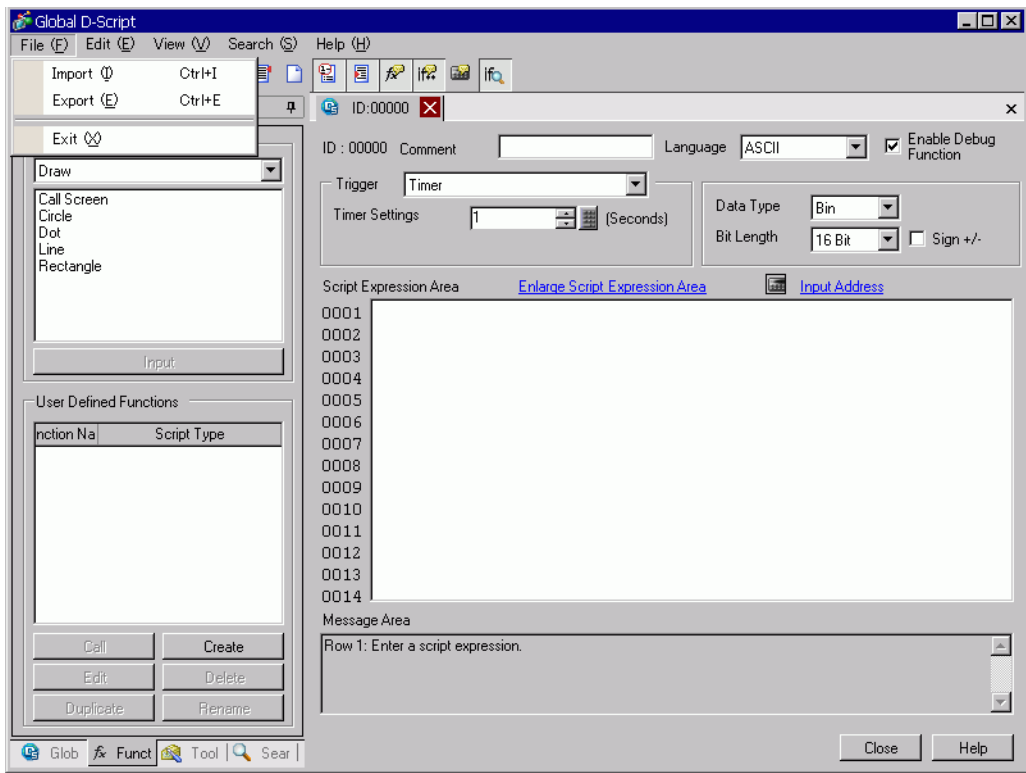 Global D-Script
File (F) Edit (E) View (V) Search (S) Help (H)
Import (I) Ctrl+I
Export (E) Ctrl+E
Exit (X)
ID:00000
Draw
Call Screen
Circle
Dot
Line
Rectangle
Input
User Defined Functions
nction Na Script Type
Call Create
Edit Delete
Duplicate Rename
Glob fx Funct Tool Sear
ID : 00000 Comment Language ASCII Enable Debug
Function
Trigger Timer
Timer Settings 1 (Seconds)
Data Type Bin
Bit Length 16 Bit Sign +/-
Script Expression Area Enlarge Script Expression Area Input Address
0001
0002
0003
0004
0005
0006
0007
0008
0009
0010
0011
0012
0013
0014
Message Area
Row 1: Enter a script expression.
Close Help